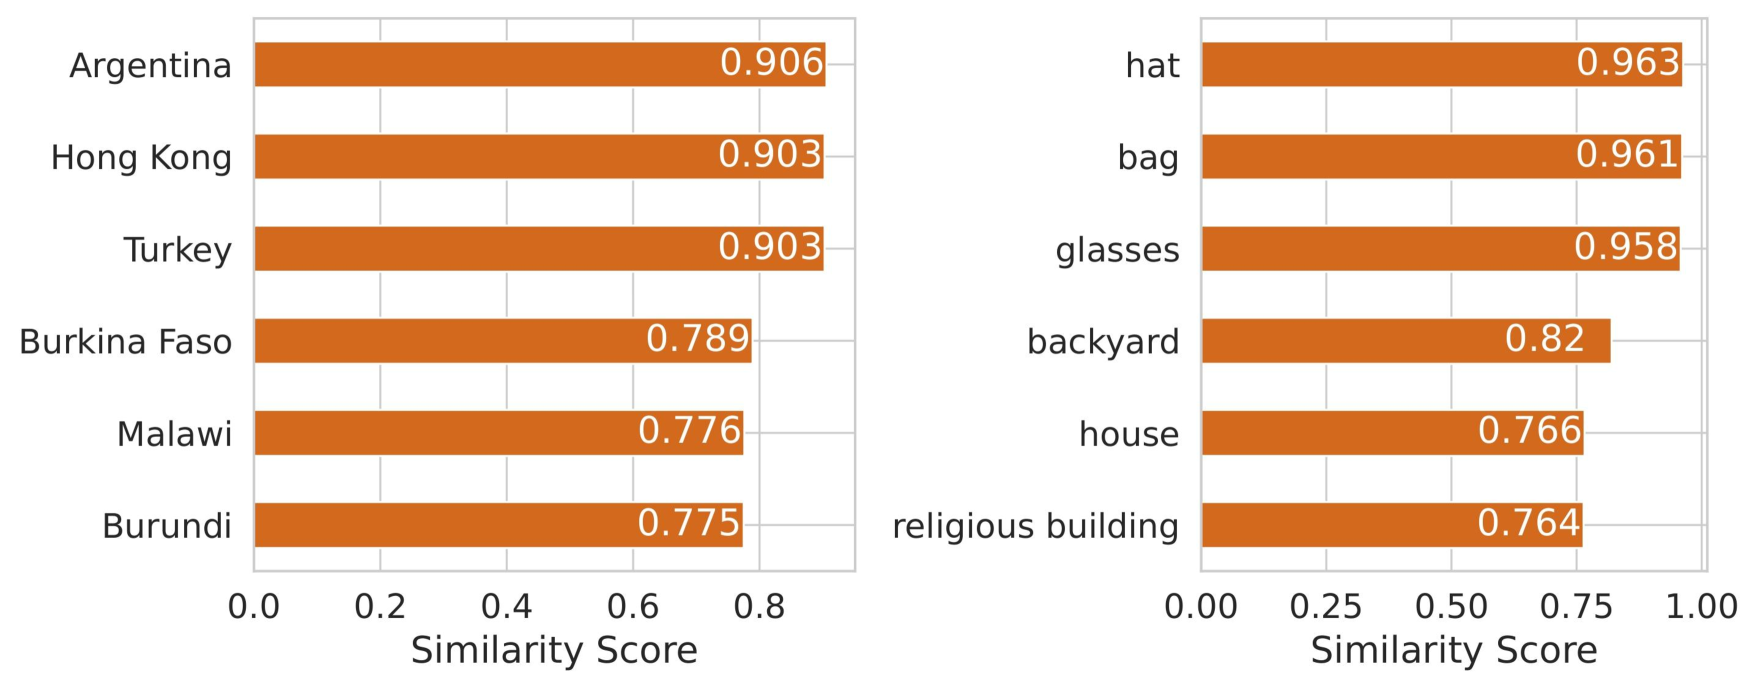 Argentina 0.906
Hong Kong 0.903
Turkey 0.903
Burkina Faso 0.789
Malawi 0.776
Burundi 0.775
0.0 0.2 0.4 0.6 0.8
Similarity Score
hat 0.963
bag 0.961
glasses 0.958
backyard 0.82
house 0.766
religious building 0.764
0.00 0.25 0.50 0.75 1.00
Similarity Score